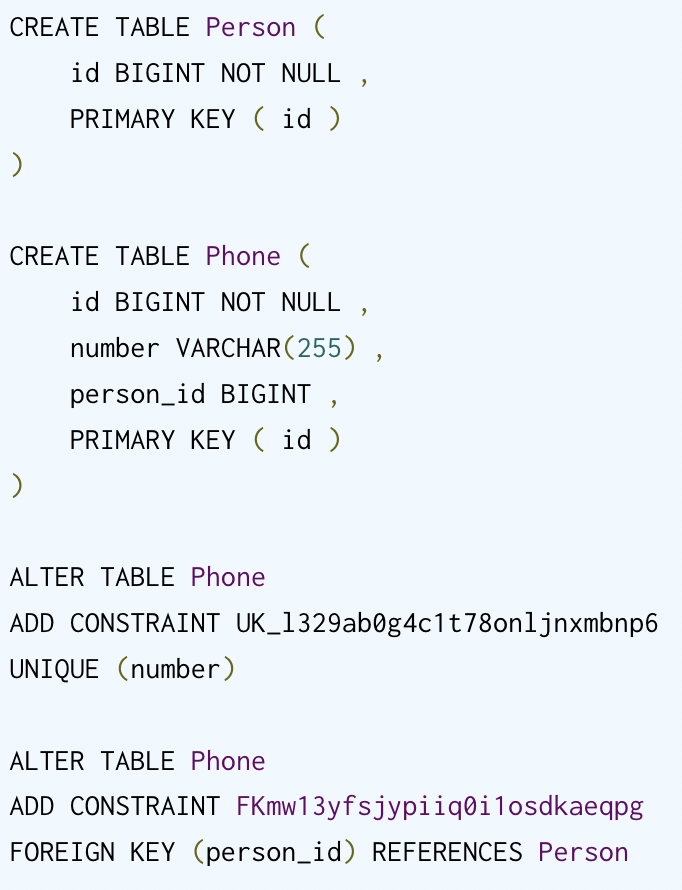 CREATE TABLE Person (
    id BIGINT NOT NULL ,
    PRIMARY KEY ( id )
)

CREATE TABLE Phone (
    id BIGINT NOT NULL ,
    number VARCHAR(255) ,
    person_id BIGINT ,
    PRIMARY KEY ( id )
)

ALTER TABLE Phone
ADD CONSTRAINT UK_l329ab0g4c1t78onljnxmbnp6
UNIQUE (number)

ALTER TABLE Phone
ADD CONSTRAINT FKmw13yfsjypiiq0i1osdkaeqpg
FOREIGN KEY (person_id) REFERENCES Person